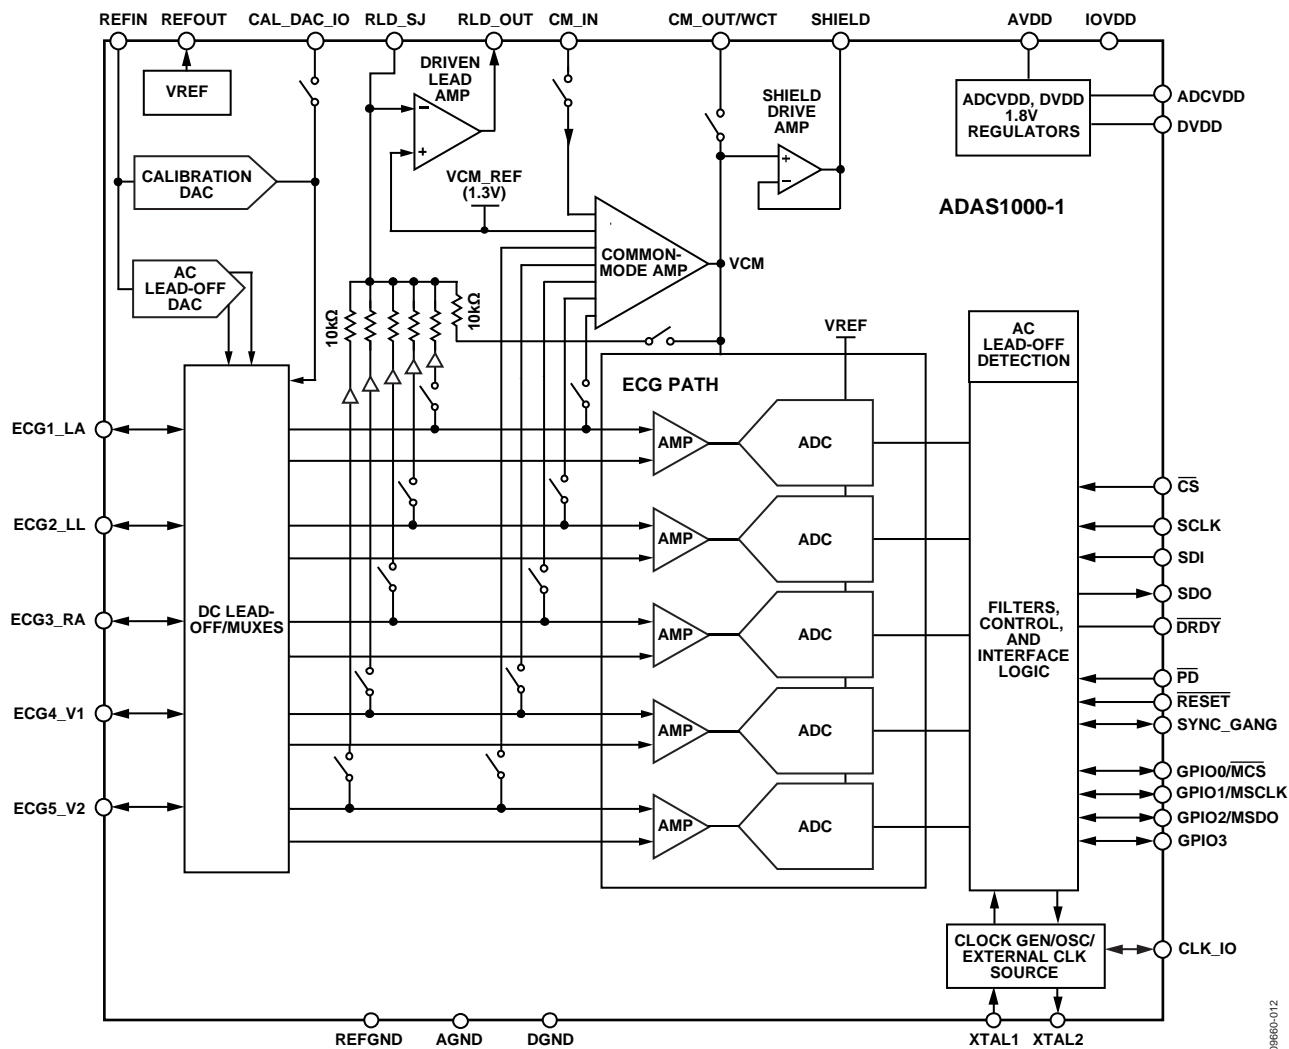 REFIN
REFOUT
CAL_DAC_IO
RLD_SJ
RLD_OUT
CM_IN
CM_OUT/WCT
SHIELD
AVDD
IOVDD
VREF
DRIVEN
LEAD
AMP
–
+
SHIELD
DRIVE
AMP
+
–
ADCVDD, DVDD
1.8V
REGULATORS
ADCVDD
DVDD
CALIBRATION
DAC
VCM_REF
(1.3V)
ADAS1000-1
AC
LEAD-OFF
DAC
COMMON-
MODE AMP
VCM
10kΩ
10kΩ
VREF
AC
LEAD-OFF
DETECTION
ECG PATH
ECG1_LA
AMP
ADC
CS
ECG2_LL
AMP
ADC
SCLK
SDI
SDO
ECG3_RA
DC LEAD-
OFF/MUXES
AMP
ADC
FILTERS,
CONTROL,
AND
INTERFACE
LOGIC
DRDY
PD
RESET
ECG4_V1
AMP
ADC
SYNC_GANG
GPIO0/MCS
GPIO1/MSCLK
ECG5_V2
AMP
ADC
GPIO2/MSDO
GPIO3
CLOCK GEN/OSC/
EXTERNAL CLK
SOURCE
CLK_IO
REFGND
AGND
DGND
XTAL1
XTAL2
09660-012